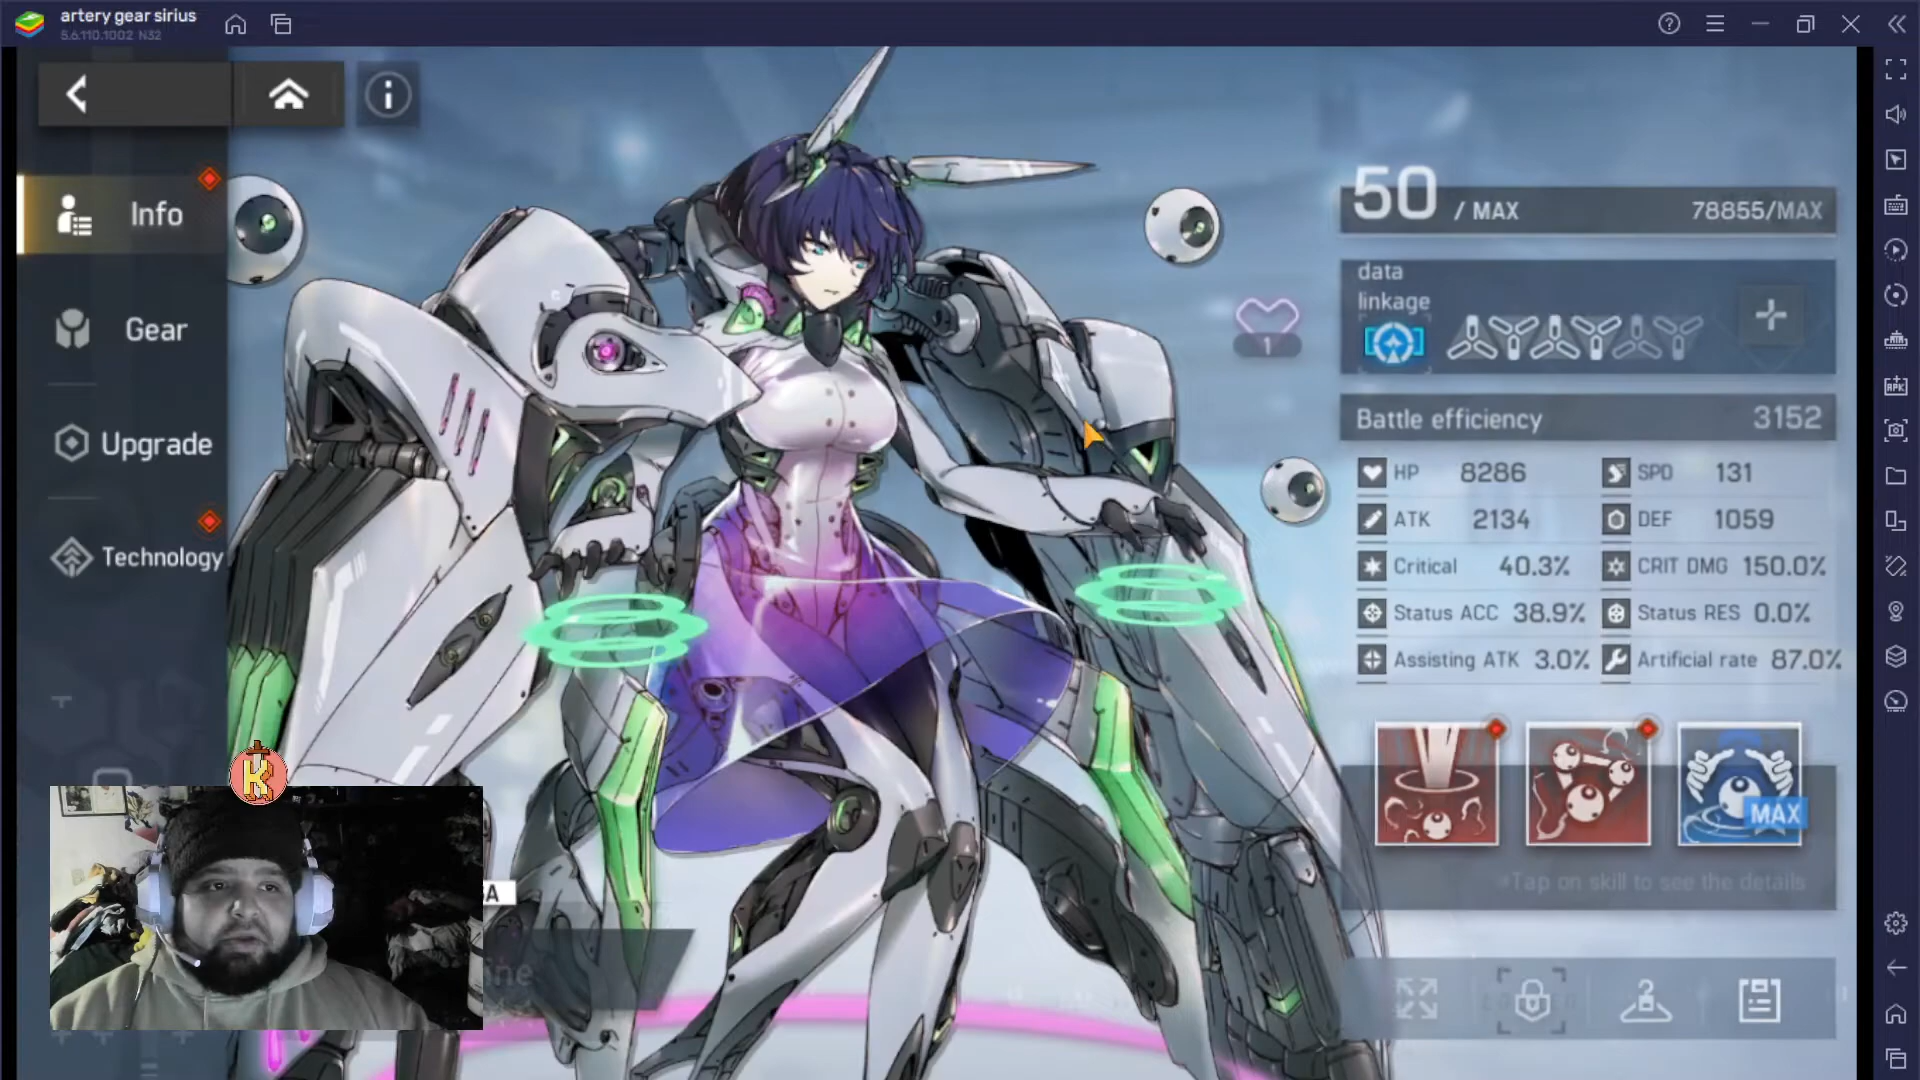 artery gear sirius
5.6.110.1002 N32
Info
Gear
Upgrade
Technology
50 / MAX 78855/MAX
data
linkage
1
Battle efficiency 3152
HP 8286 SPD 131
ATK 2134 DEF 1059
Critical 40.3% CRIT DMG 150.0%
Status ACC 38.9% Status RES 0.0%
Assisting ATK 3.0% Artificial rate 87.0%
MAX
*Tap on skill to see the details
K